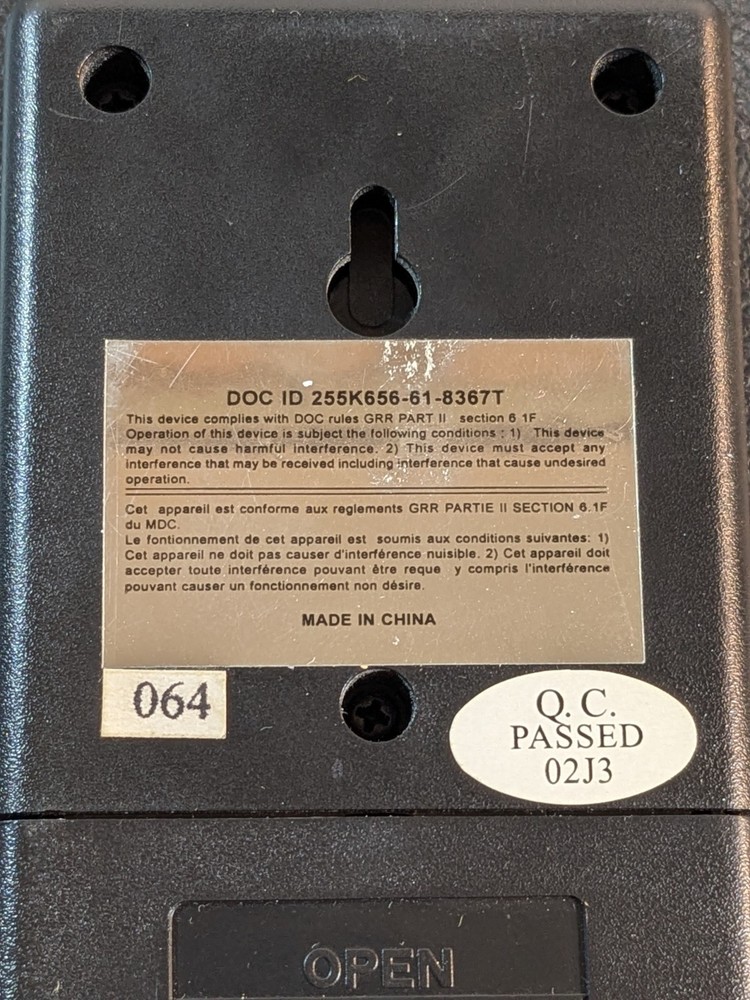 DOC ID 255K656-61-8367T
This device complies with DOC rules GRR PART II section 6.1F
Operation of this device is subject the following conditions : 1) This device
may not cause harmful interference. 2) This device must accept any
interference that may be received including interference that cause undesired
operation.
Cet appareil est conforme aux reglements GRR PARTIE II SECTION 6.1F
du MDC.
Le fontionnement de cet appareil est soumis aux conditions suivantes: 1)
Cet appareil ne doit pas causer d'interférence nuisible. 2) Cet appareil doit
accepter toute interférence pouvant être reque y compris l'interférence
pouvant causer un fonctionnement non désire.
MADE IN CHINA
064
Q. C.
PASSED
02J3
OPEN